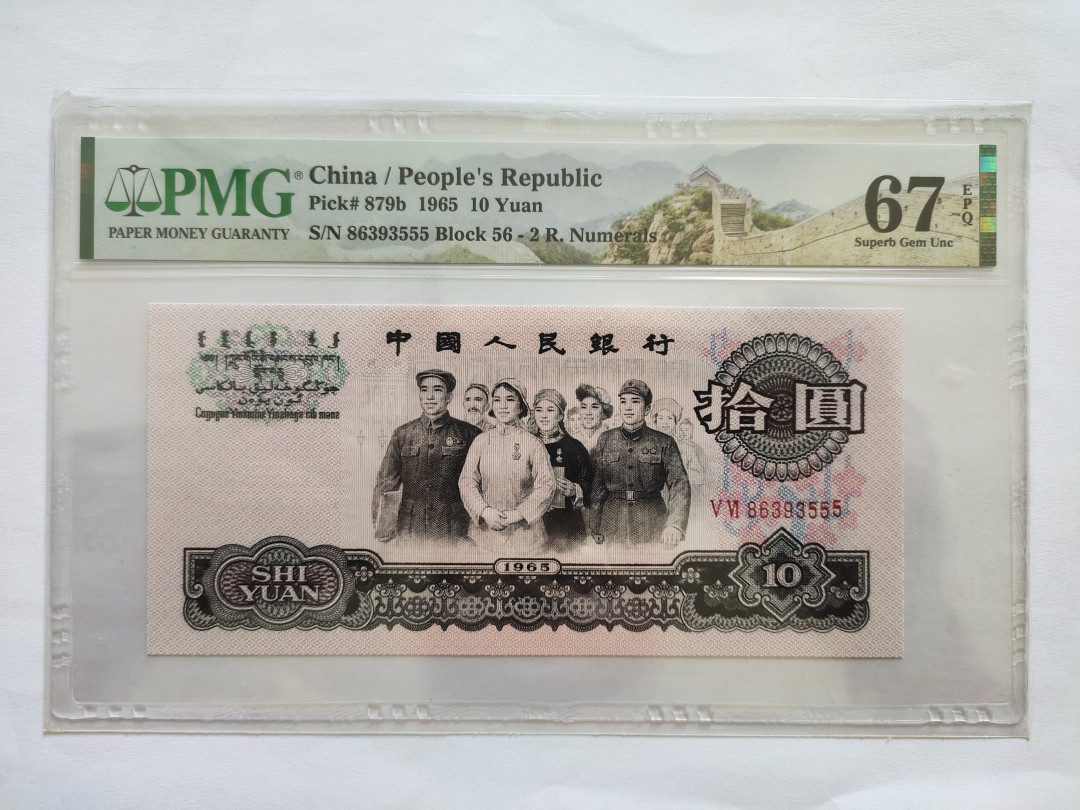 PMG®
PAPER MONEY GUARANTY
China / People's Republic
Pick# 879b 1965 10 Yuan
S/N 86393555 Block 56 - 2 R. Numerals
67
EPQ
Superb Gem Unc
中國人民銀行
拾圓
ⅤⅥ 86393555
1965
SHI
YUAN
10